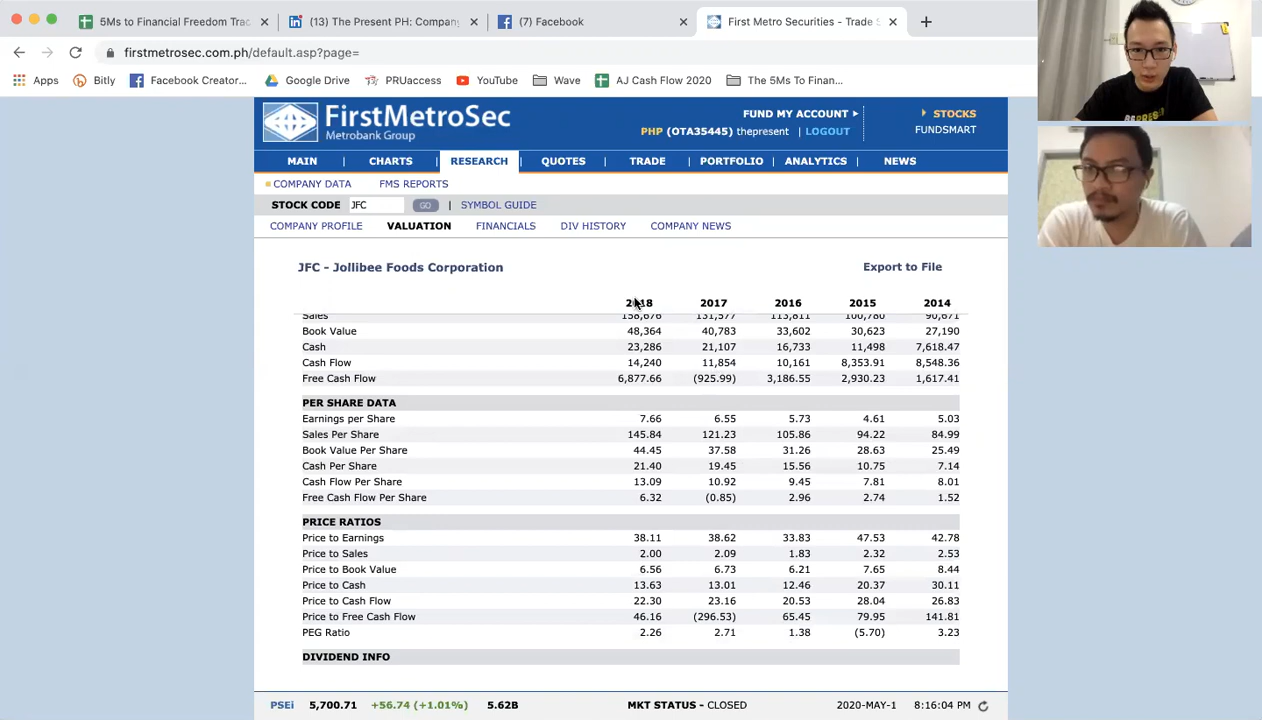 5Ms to Financial Freedom Trac
(13) The Present PH: Company
(7) Facebook
First Metro Securities - Trade S
firstmetrosec.com.ph/default.asp?page=
Apps Bitly Facebook Creator... Google Drive PRUaccess YouTube Wave AJ Cash Flow 2020 The 5Ms To Finan...
FirstMetroSec
Metrobank Group
FUND MY ACCOUNT
PHP (OTA35445) thepresent | LOGOUT
STOCKS
FUNDSMART
MAIN | CHARTS | RESEARCH | QUOTES | TRADE | PORTFOLIO | ANALYTICS | NEWS
COMPANY DATA FMS REPORTS
STOCK CODE JFC GO | SYMBOL GUIDE
COMPANY PROFILE VALUATION FINANCIALS DIV HISTORY COMPANY NEWS
JFC - Jollibee Foods Corporation Export to File
2018 2017 2016 2015 2014
Sales 158,676 131,577 113,811 100,780 90,671
Book Value 48,364 40,783 33,602 30,623 27,190
Cash 23,286 21,107 16,733 11,498 7,618.47
Cash Flow 14,240 11,854 10,161 8,353.91 8,548.36
Free Cash Flow 6,877.66 (925.99) 3,186.55 2,930.23 1,617.41
PER SHARE DATA
Earnings per Share 7.66 6.55 5.73 4.61 5.03
Sales Per Share 145.84 121.23 105.86 94.22 84.99
Book Value Per Share 44.45 37.58 31.26 28.63 25.49
Cash Per Share 21.40 19.45 15.56 10.75 7.14
Cash Flow Per Share 13.09 10.92 9.45 7.81 8.01
Free Cash Flow Per Share 6.32 (0.85) 2.96 2.74 1.52
PRICE RATIOS
Price to Earnings 38.11 38.62 33.83 47.53 42.78
Price to Sales 2.00 2.09 1.83 2.32 2.53
Price to Book Value 6.56 6.73 6.21 7.65 8.44
Price to Cash 13.63 13.01 12.46 20.37 30.11
Price to Cash Flow 22.30 23.16 20.53 28.04 26.83
Price to Free Cash Flow 46.16 (296.53) 65.45 79.95 141.81
PEG Ratio 2.26 2.71 1.38 (5.70) 3.23
DIVIDEND INFO
PSEi 5,700.71 +56.74 (+1.01%) 5.62B MKT STATUS - CLOSED 2020-MAY-1 8:16:04 PM